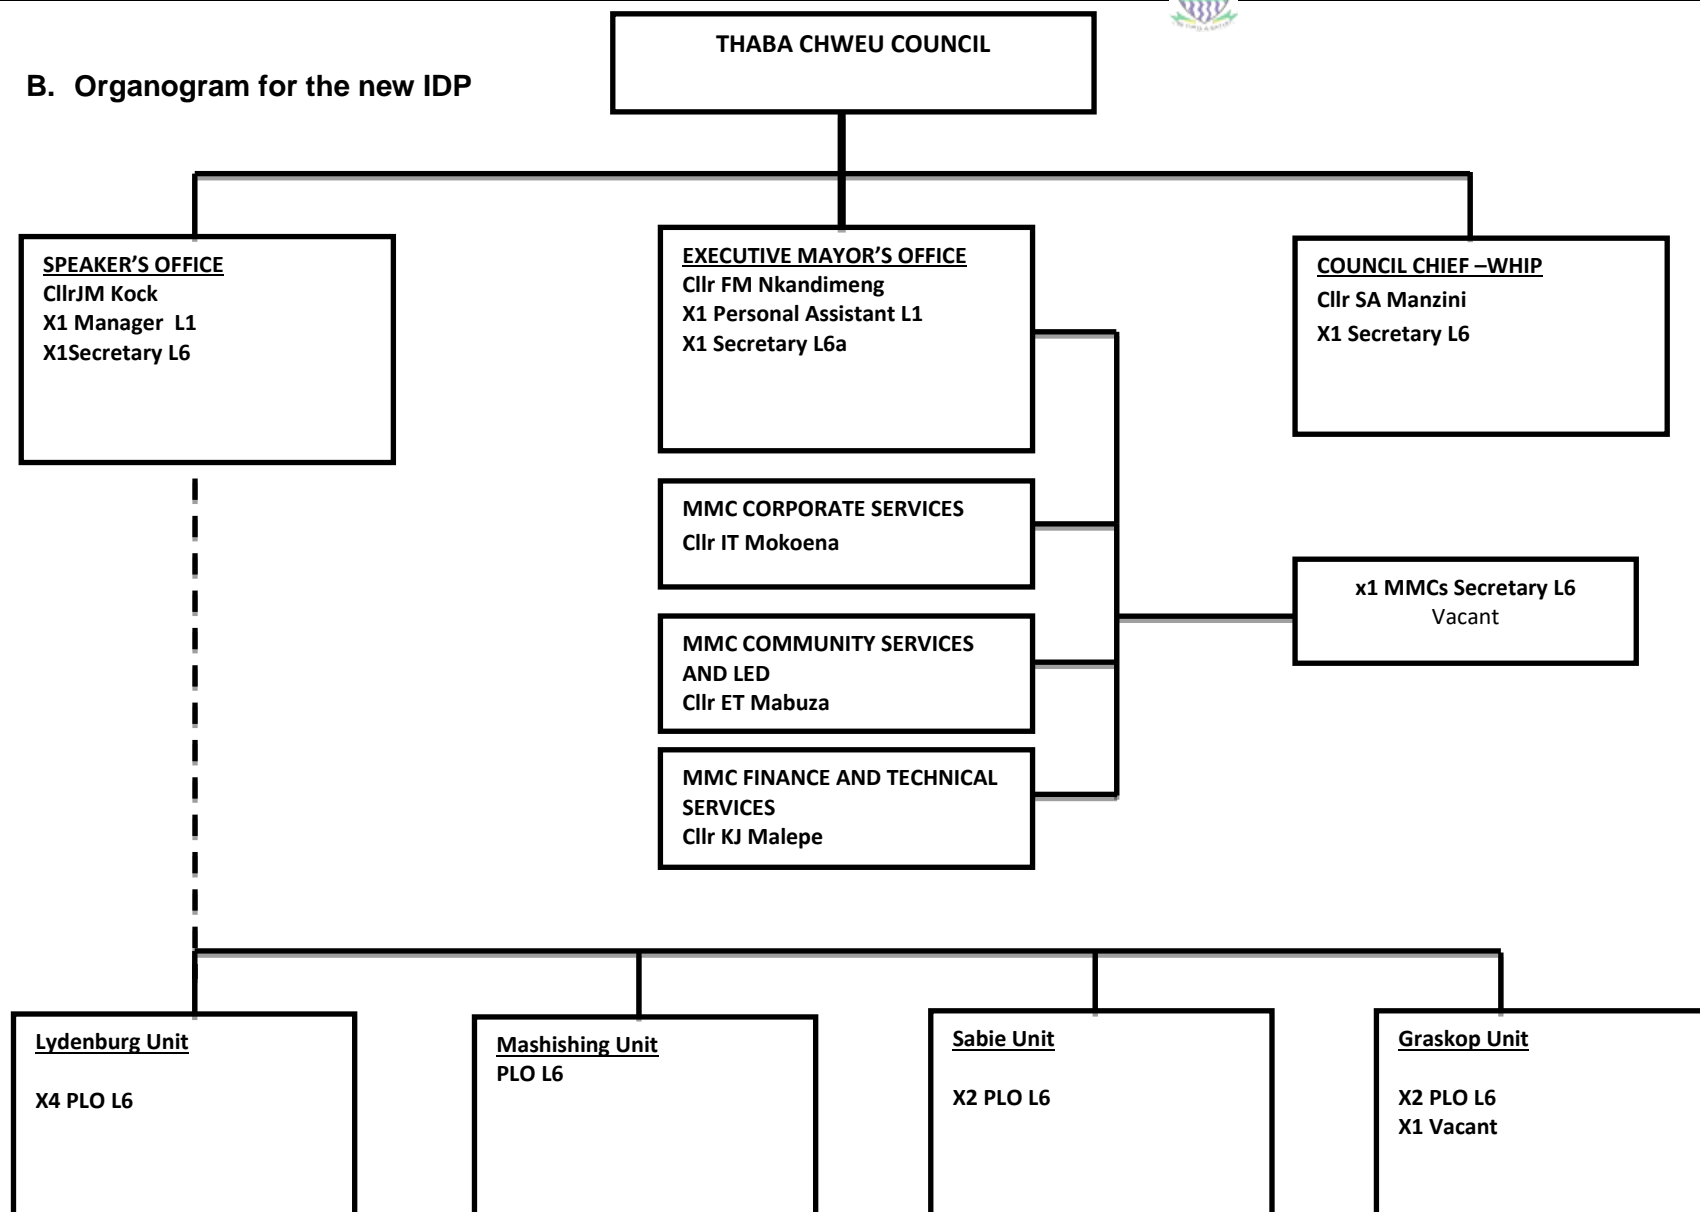 THABA CHWEU COUNCIL
B. Organogram for the new IDP
SPEAKER'S OFFICE
CllrJM Kock
X1 Manager L1
X1Secretary L6
EXECUTIVE MAYOR'S OFFICE
Cllr FM Nkandimeng
X1 Personal Assistant L1
X1 Secretary L6a
COUNCIL CHIEF –WHIP
Cllr SA Manzini
X1 Secretary L6
MMC CORPORATE SERVICES
Cllr IT Mokoena
x1 MMCs Secretary L6
Vacant
MMC COMMUNITY SERVICES
AND LED
Cllr ET Mabuza
MMC FINANCE AND TECHNICAL
SERVICES
Cllr KJ Malepe
Lydenburg Unit
X4 PLO L6
Mashishing Unit
PLO L6
Sabie Unit
X2 PLO L6
Graskop Unit
X2 PLO L6
X1 Vacant